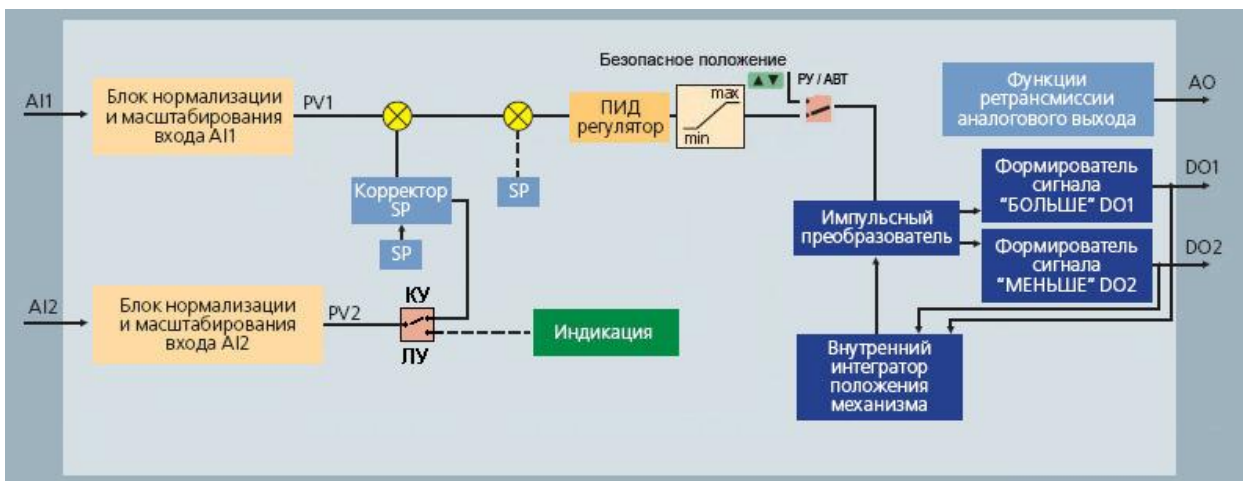 Безопасное положение
РУ / АВТ
AI1
Блок нормализации
и масштабирования
входа AI1
PV1
ПИД
регулятор
max
min
Функции
ретрансмиссии
аналогового выхода
AO
Корректор
SP
SP
SP
Импульсный
преобразователь
Формирователь
сигнала
"БОЛЬШЕ" DO1
DO1
Формирователь
сигнала
"МЕНЬШЕ" DO2
DO2
AI2
Блок нормализации
и масштабирования
входа AI2
PV2
КУ
ЛУ
Индикация
Внутренний
интегратор
положения
механизма